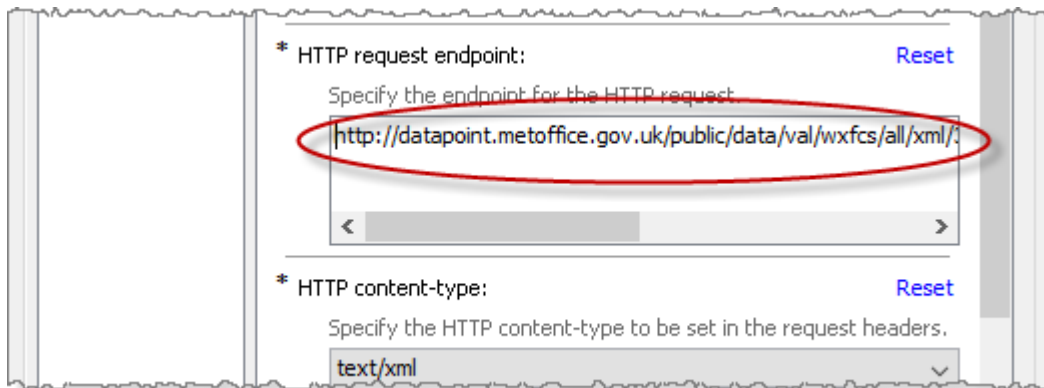 * HTTP request endpoint: Reset
Specify the endpoint for the HTTP request.
http://datapoint.metoffice.gov.uk/public/data/val/wxfcs/all/xml/
* HTTP content-type: Reset
Specify the HTTP content-type to be set in the request headers.
text/xml